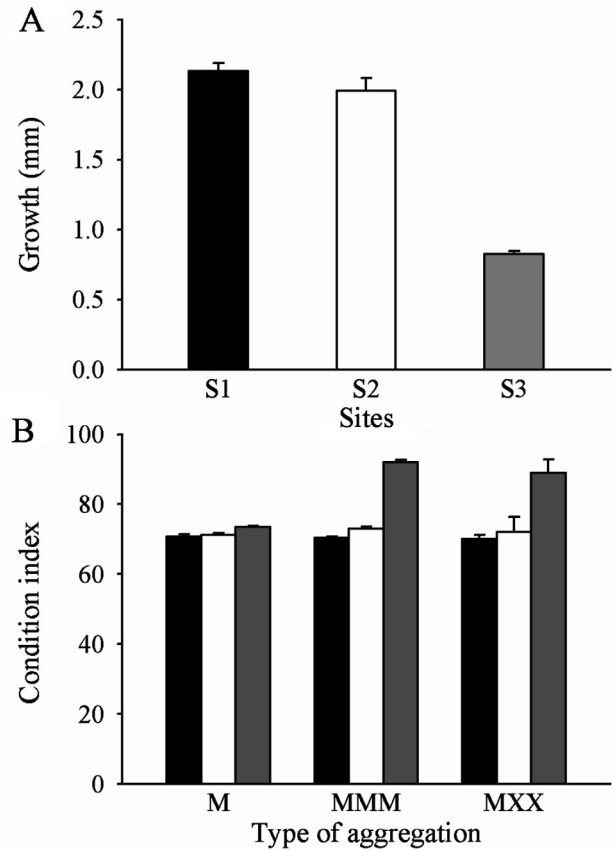 A
2.5
2.0
1.5
1.0
0.5
0.0
Growth (mm)
S1 S2 S3
Sites
B
100
80
60
40
20
0
Condition index
M MMM MXX
Type of aggregation